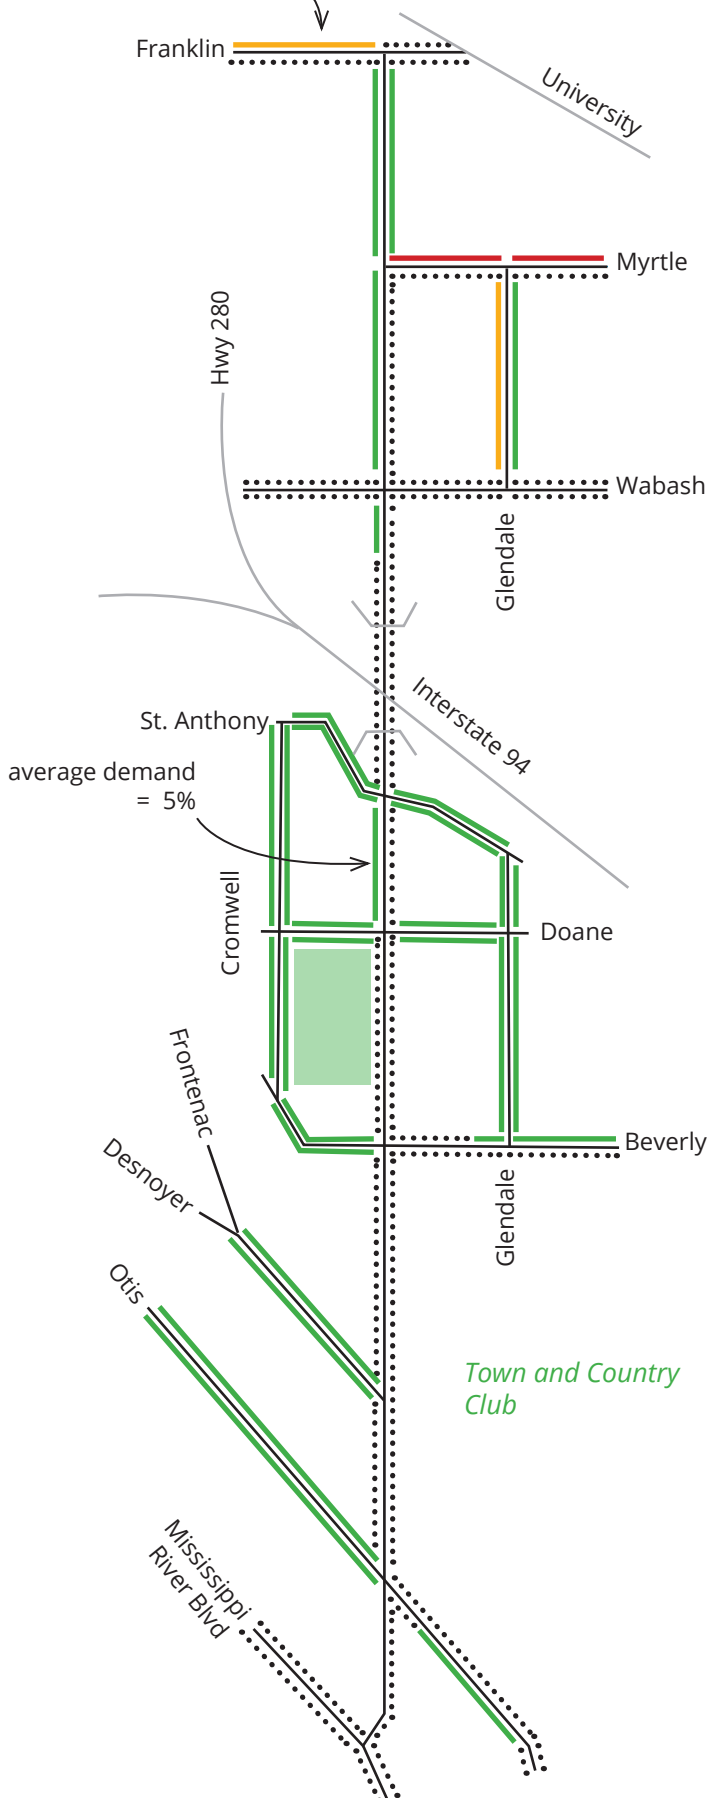 Franklin
University
Myrtle
Hwy 280
Wabash
Glendale
Interstate 94
St. Anthony
average demand
= 5%
Cromwell
Doane
Frontenac
Beverly
Desnoyer
Glendale
Otis
Town and Country
Club
Mississippi
River Blvd